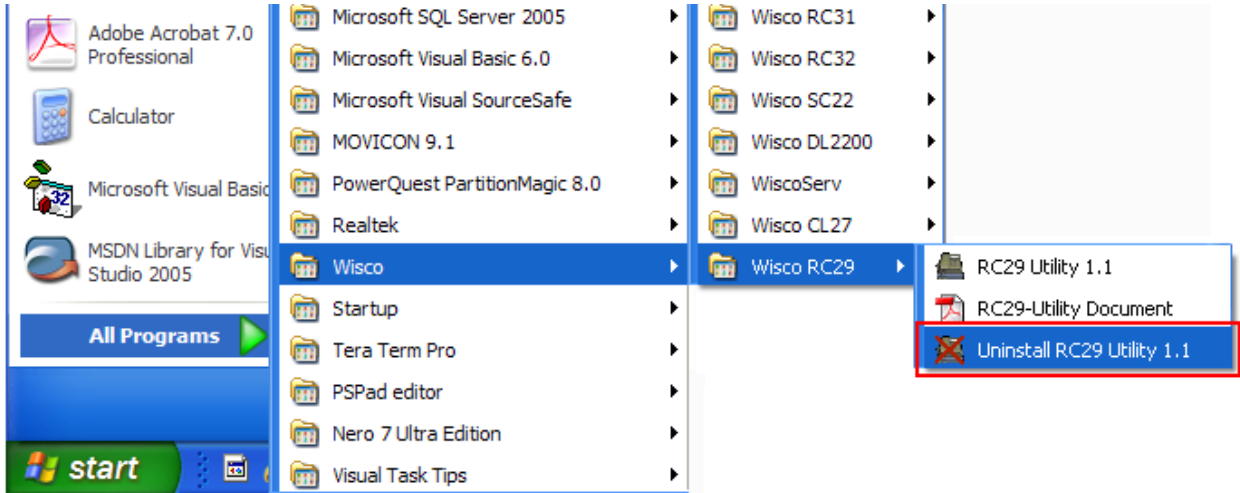 Adobe Acrobat 7.0
Professional
Calculator
32
Microsoft Visual Basic
MSDN Library for Visu
Studio 2005
All Programs
start
Microsoft SQL Server 2005
Microsoft Visual Basic 6.0
Microsoft Visual SourceSafe
MOVICON 9.1
PowerQuest PartitionMagic 8.0
Realtek
Wisco
Startup
Tera Term Pro
PSPad editor
Nero 7 Ultra Edition
Visual Task Tips
Wisco RC31
Wisco RC32
Wisco SC22
Wisco DL2200
WiscoServ
Wisco CL27
Wisco RC29
RC29 Utility 1.1
RC29-Utility Document
Uninstall RC29 Utility 1.1